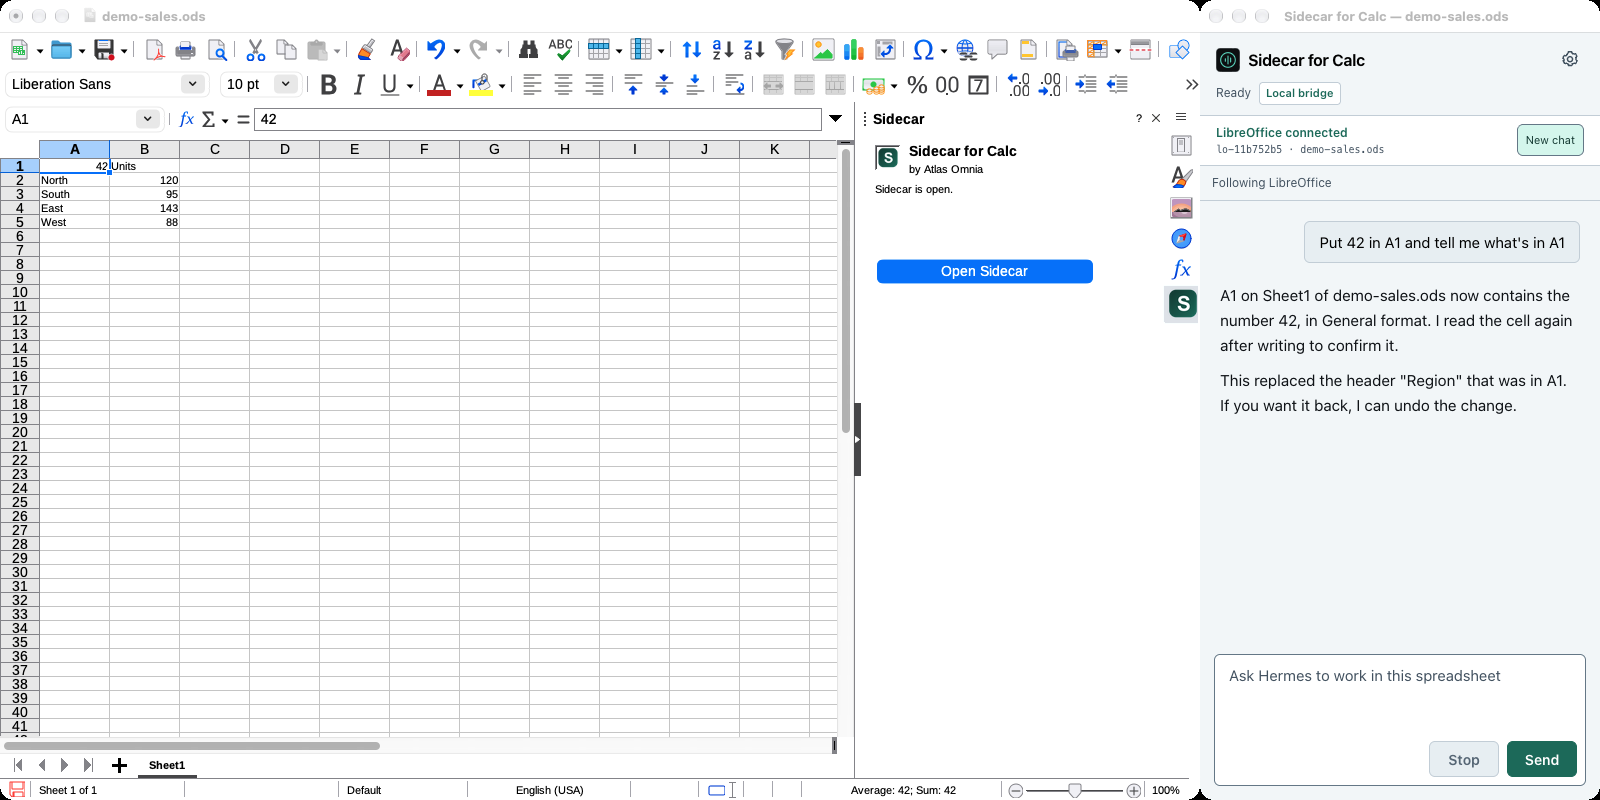 demo-sales.ods
Liberation Sans
10 pt
A1
42
A B C D E F G H I J K
1 42 Units
2 North 120
3 South 95
4 East 143
5 West 88
6
7
8
9
10
11
12
13
14
15
16
17
18
19
20
21
22
23
24
25
26
27
28
29
30
31
32
33
34
35
36
37
38
39
40
41
Sheet1
Sheet 1 of 1
Default
English (USA)
Average: 42; Sum: 42
100%
Sidecar
Sidecar for Calc
by Atlas Omnia
Sidecar is open.
Open Sidecar
Sidecar for Calc — demo-sales.ods
Sidecar for Calc
Ready Local bridge
LibreOffice connected
lo-11b752b5 · demo-sales.ods
New chat
Following LibreOffice
Put 42 in A1 and tell me what's in A1
A1 on Sheet1 of demo-sales.ods now contains the
number 42, in General format. I read the cell again
after writing to confirm it.
This replaced the header "Region" that was in A1.
If you want it back, I can undo the change.
Ask Hermes to work in this spreadsheet
Stop
Send